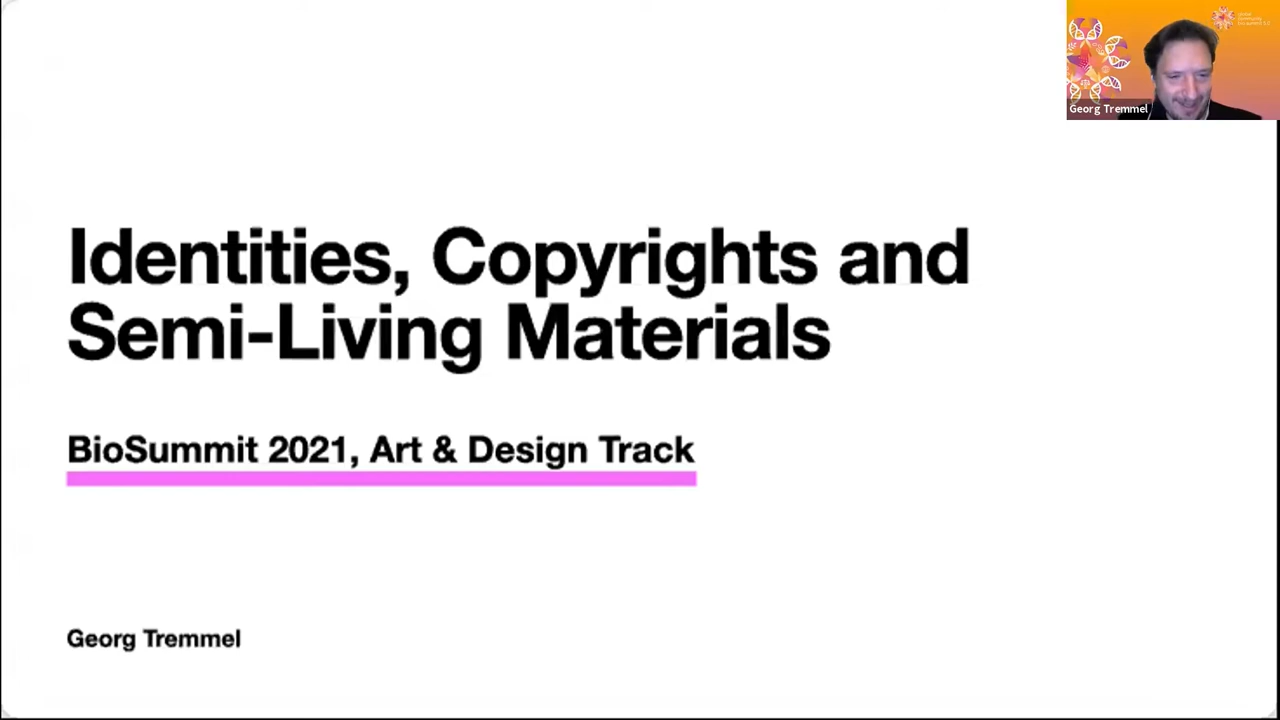 Identities, Copyrights and
Semi-Living Materials
BioSummit 2021, Art & Design Track
Georg Tremmel
Georg Tremmel